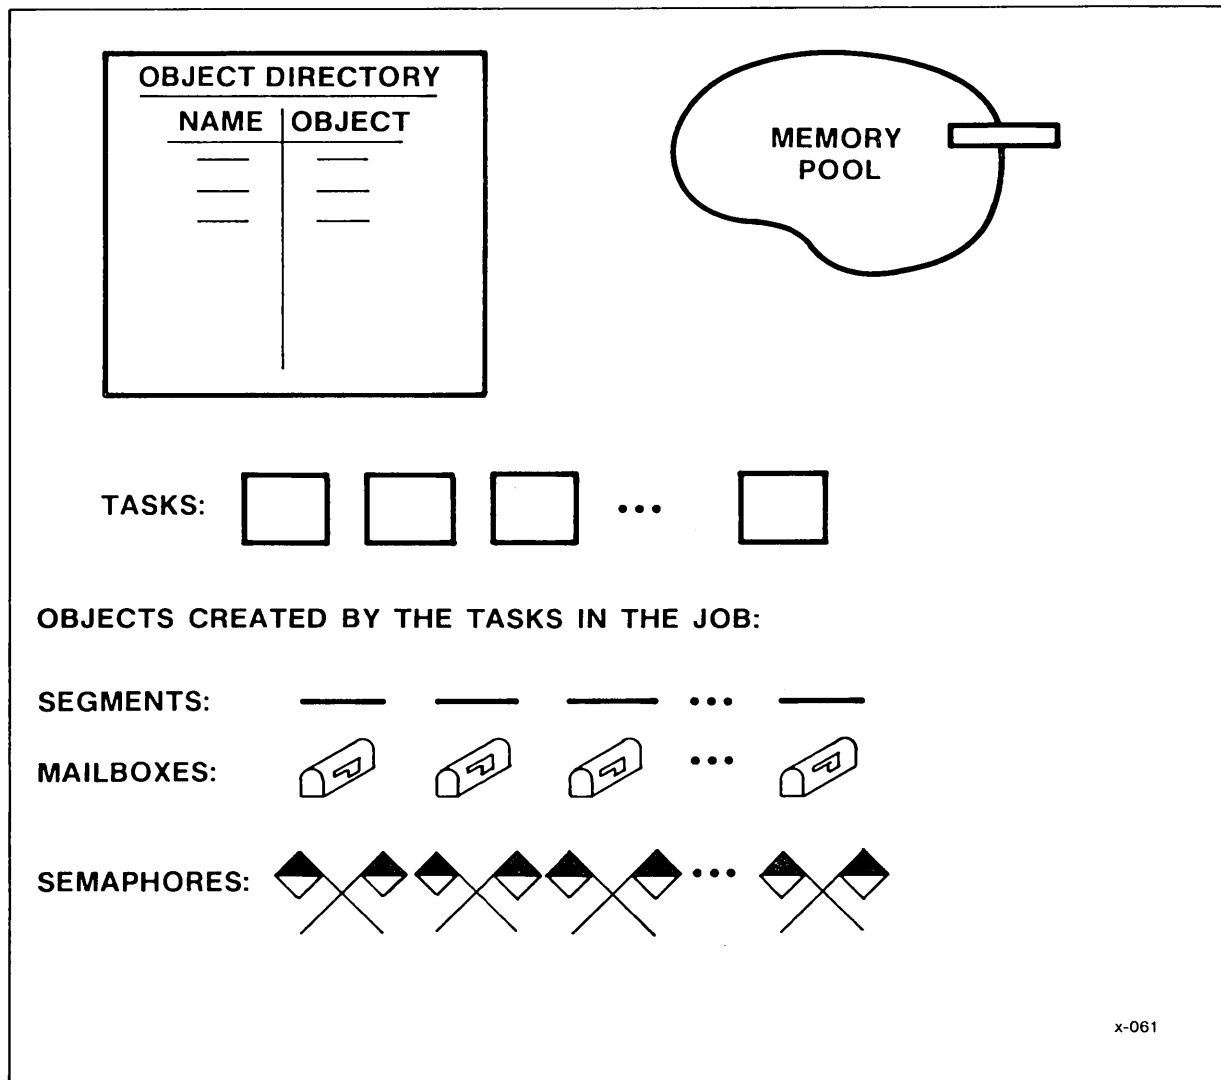 OBJECT DIRECTORY
NAME OBJECT
MEMORY
POOL
TASKS: ...
OBJECTS CREATED BY THE TASKS IN THE JOB:
SEGMENTS: ...
MAILBOXES: ...
SEMAPHORES: ...
x-061